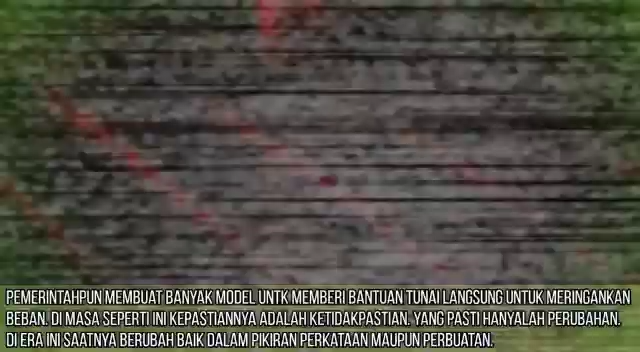 PEMERINTAHPUN MEMBUAT BANYAK MODEL UNTK MEMBERI BANTUAN TUNAI LANGSUNG UNTUK MERINGANKAN
BEBAN. DI MASA SEPERTI INI KEPASTIANNYA ADALAH KETIDAKPASTIAN. YANG PASTI HANYALAH PERUBAHAN.
DI ERA INI SAATNYA BERUBAH BAIK DALAM PIKIRAN PERKATAAN MAUPUN PERBUATAN.